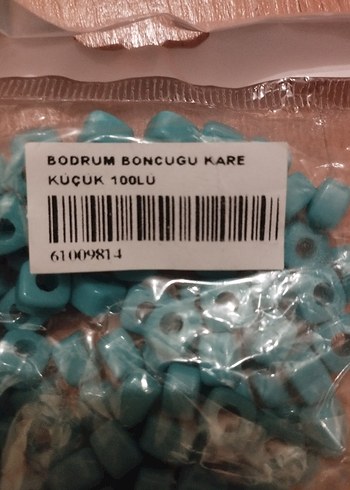 BODRUM BONCUGU KARE
KUÇUK 100LU
61009814